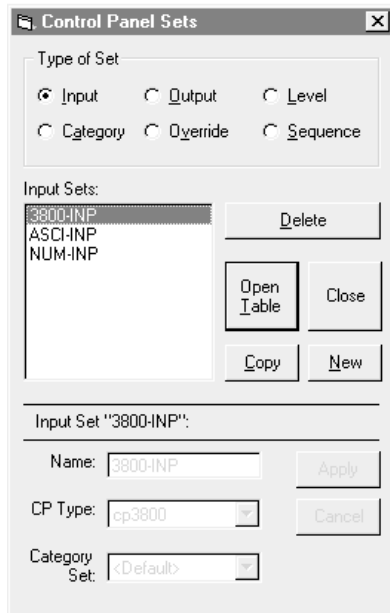 Control Panel Sets
Type of Set
Input Output Level
Category Override Sequence
Input Sets:
3800-INP
ASCI-INP
NUM-INP
Delete
Open Table
Close
Copy
New
Input Set "3800-INP":
Name: 3800-INP
Apply
CP Type: cp3800
Cancel
Category Set: <Default>